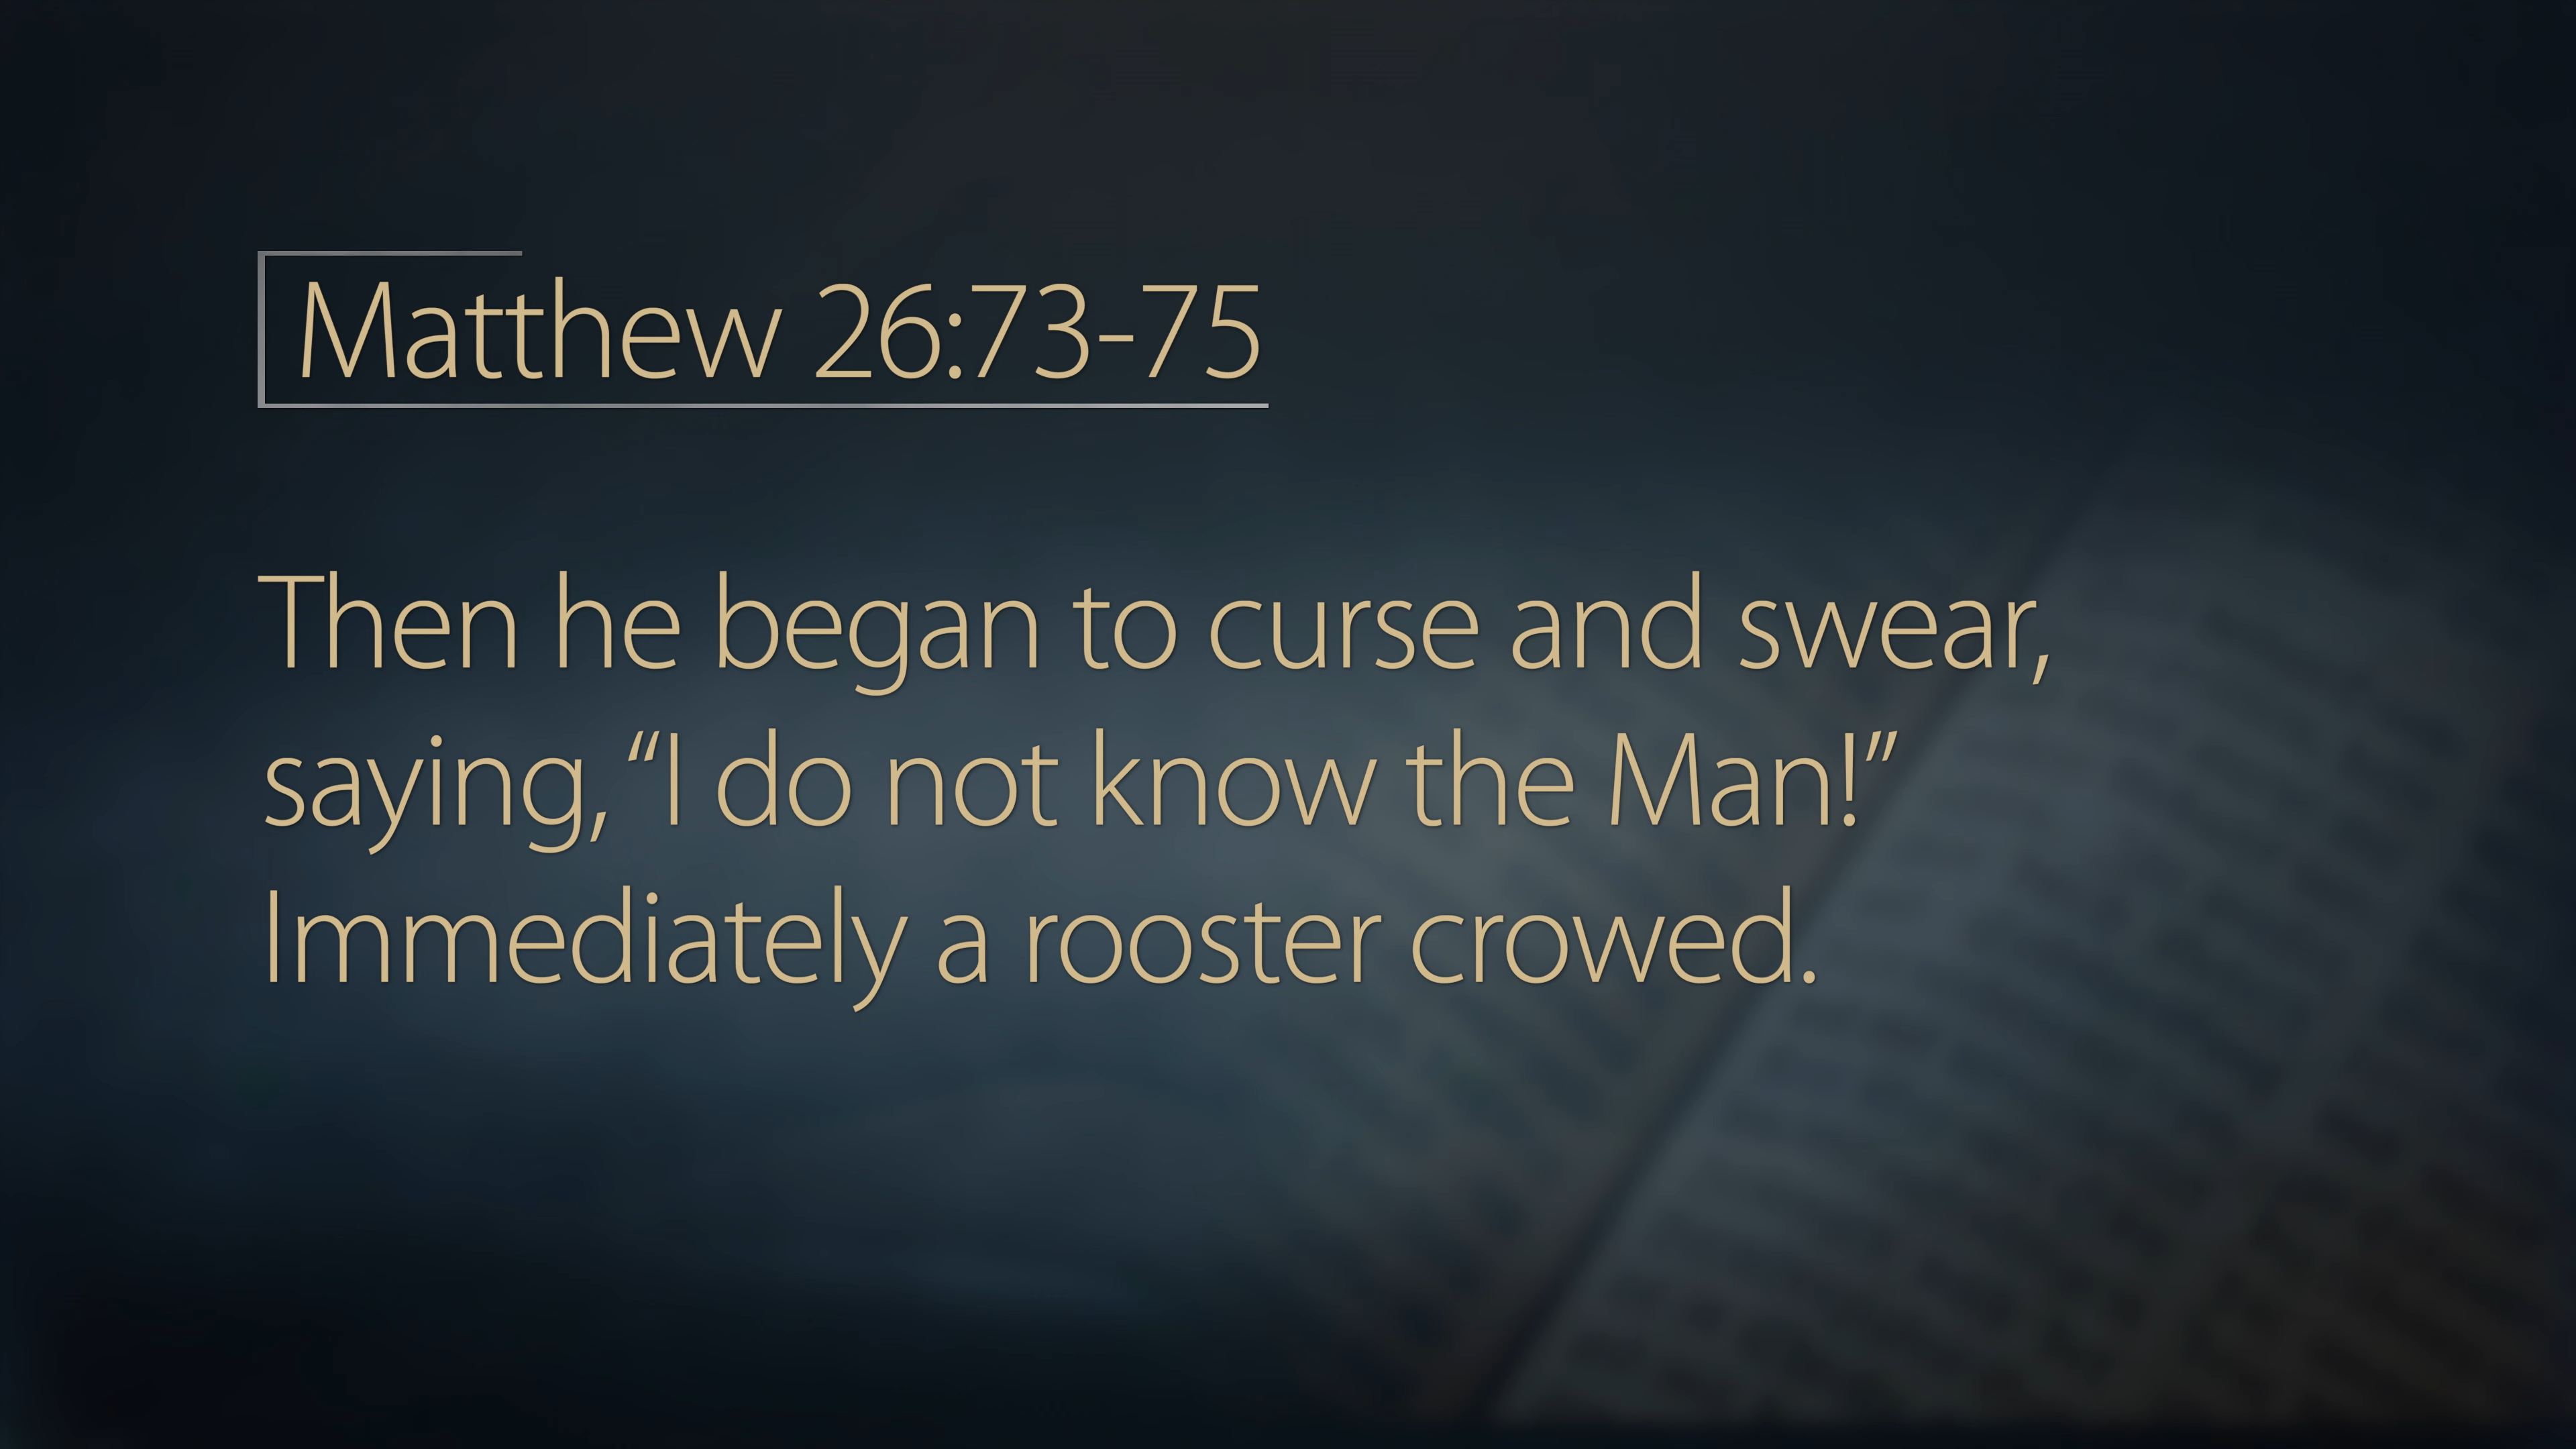 Matthew 26:73-75
Then he began to curse and swear,
saying, “I do not know the Man!”
Immediately a rooster crowed.